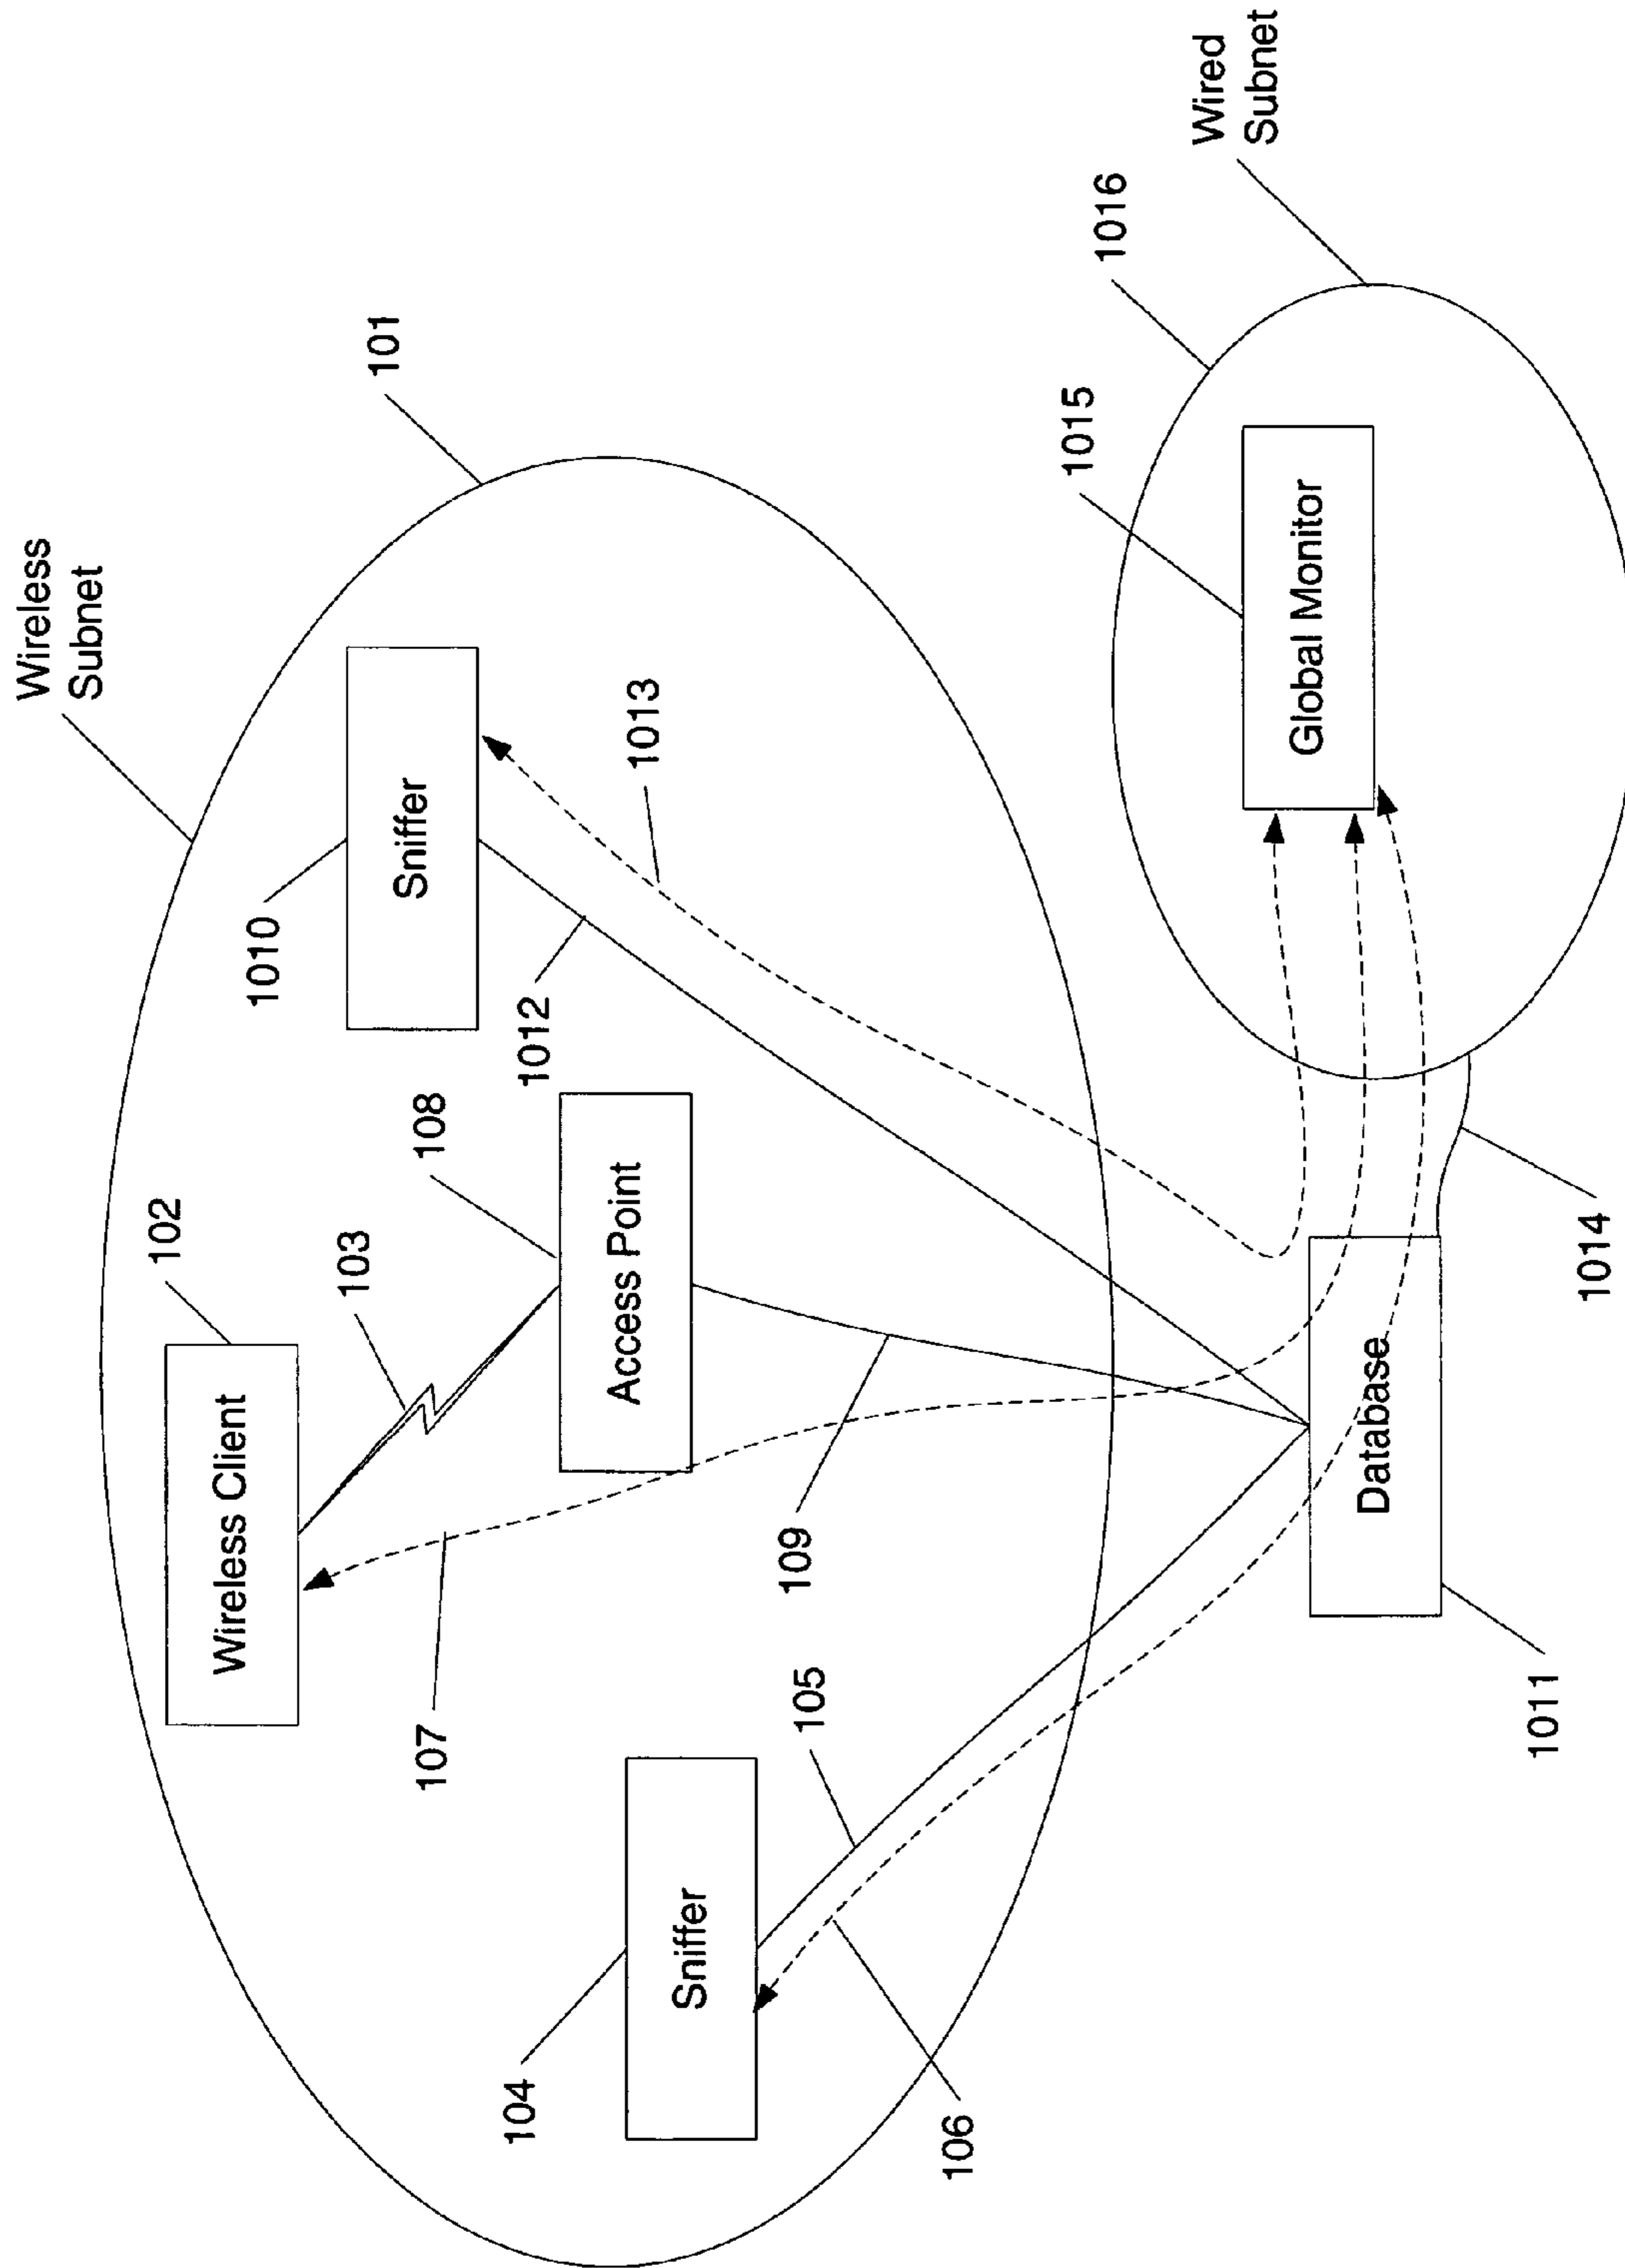 Wireless
Subnet
101
102
Wireless Client
103
1010
Sniffer
107
108
Access Point
1012
1013
104
Sniffer
106
105
109
Wired
Subnet
1016
1015
Global Monitor
1011
Database
1014